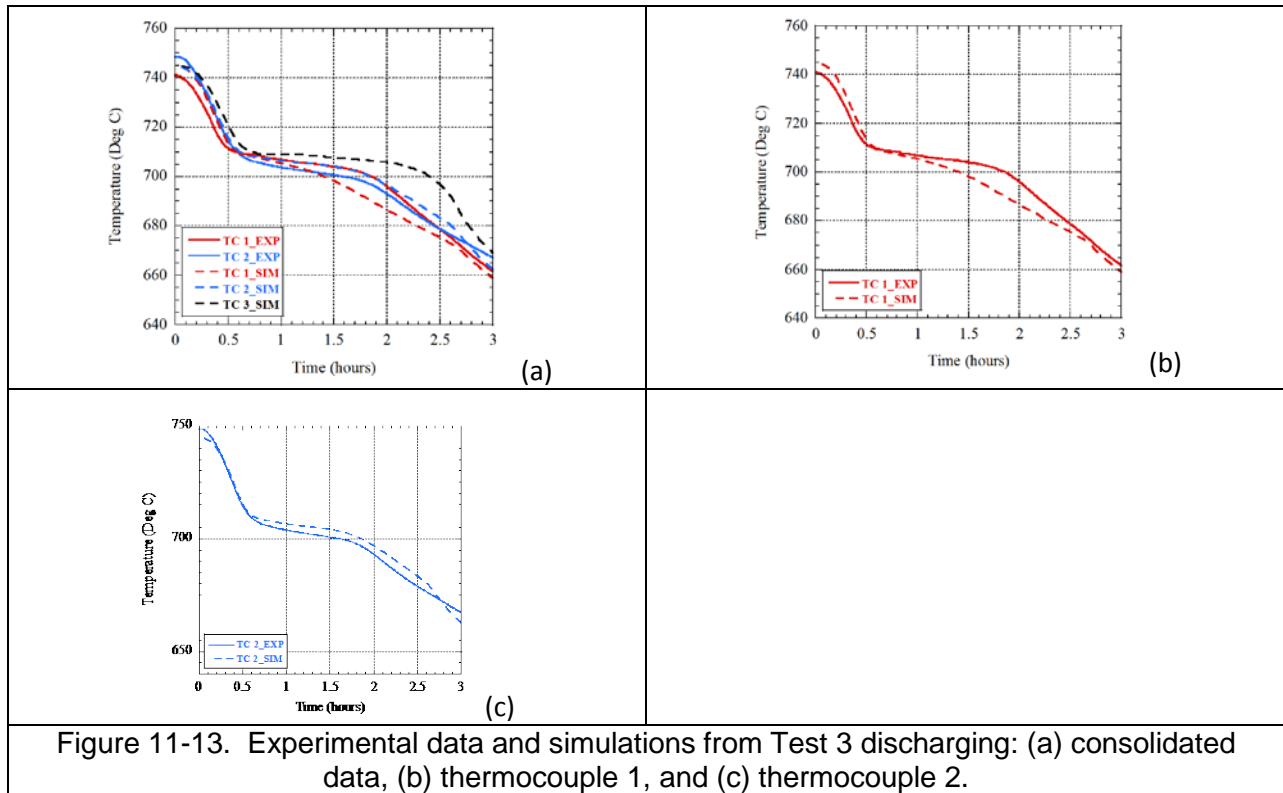 760
740
720
700
680
660
640
Temperature (Deg C)
TC 1_EXP
TC 2_EXP
TC 1_SIM
TC 2_SIM
TC 3_SIM
0 0.5 1 1.5 2 2.5 3
Time (hours)
(a)
760
740
720
700
680
660
640
Temperature (Deg C)
TC 1_EXP
TC 1_SIM
0 0.5 1 1.5 2 2.5 3
Time (hours)
(b)
750
700
650
Temperature (Deg C)
TC 2_EXP
TC 2_SIM
0 0.5 1 1.5 2 2.5 3
Time (hours)
(c)
Figure 11-13. Experimental data and simulations from Test 3 discharging: (a) consolidated
data, (b) thermocouple 1, and (c) thermocouple 2.